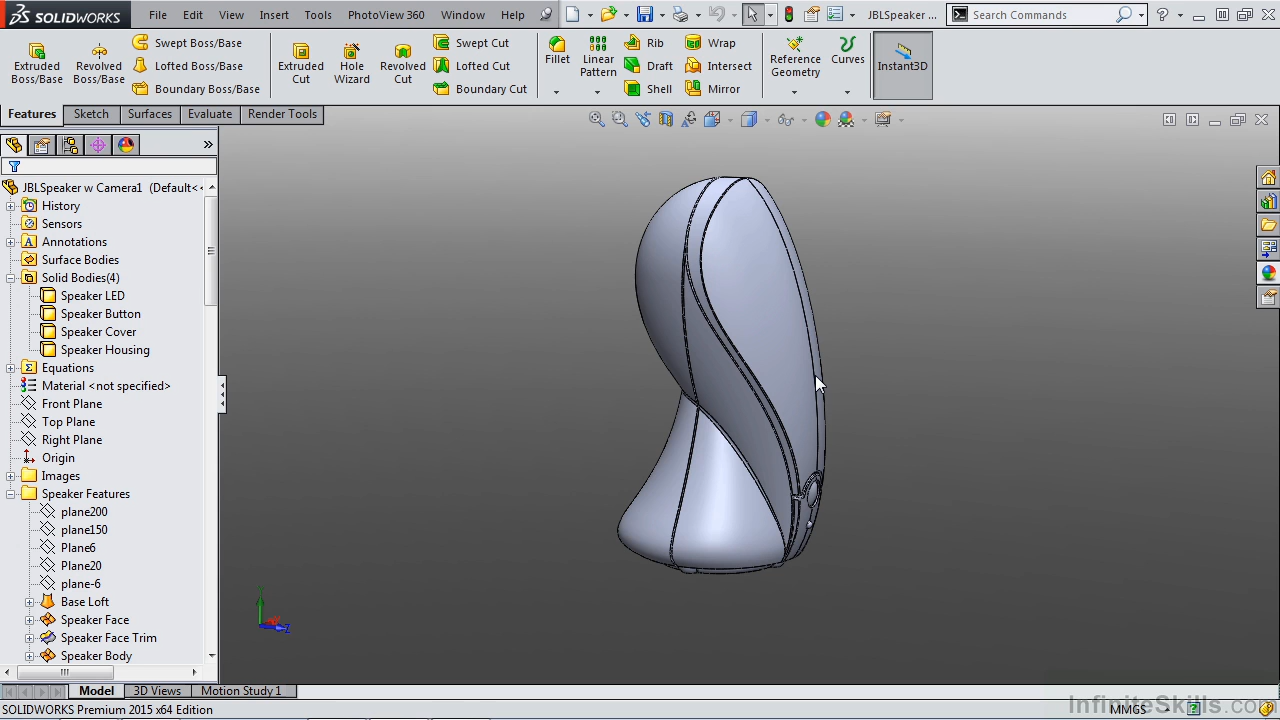 SOLIDWORKS File Edit View Insert Tools PhotoView 360 Window Help JBLSpeaker ... Search Commands
Extruded Boss/Base
Revolved Boss/Base
Swept Boss/Base
Lofted Boss/Base
Boundary Boss/Base
Extruded Cut
Hole Wizard
Revolved Cut
Swept Cut
Lofted Cut
Boundary Cut
Fillet
Linear Pattern
Rib
Draft
Shell
Wrap
Intersect
Mirror
Reference Geometry
Curves
Instant3D
Features Sketch Surfaces Evaluate Render Tools
JBLSpeaker w Camera1 (Default<<
History
Sensors
Annotations
Surface Bodies
Solid Bodies(4)
Speaker LED
Speaker Button
Speaker Cover
Speaker Housing
Equations
Material <not specified>
Front Plane
Top Plane
Right Plane
Origin
Images
Speaker Features
plane200
plane150
Plane6
Plane20
plane-6
Base Loft
Speaker Face
Speaker Face Trim
Speaker Body
Z
Model 3D Views Motion Study 1
SOLIDWORKS Premium 2015 x64 Edition MMGS
InfiniteSkills.com